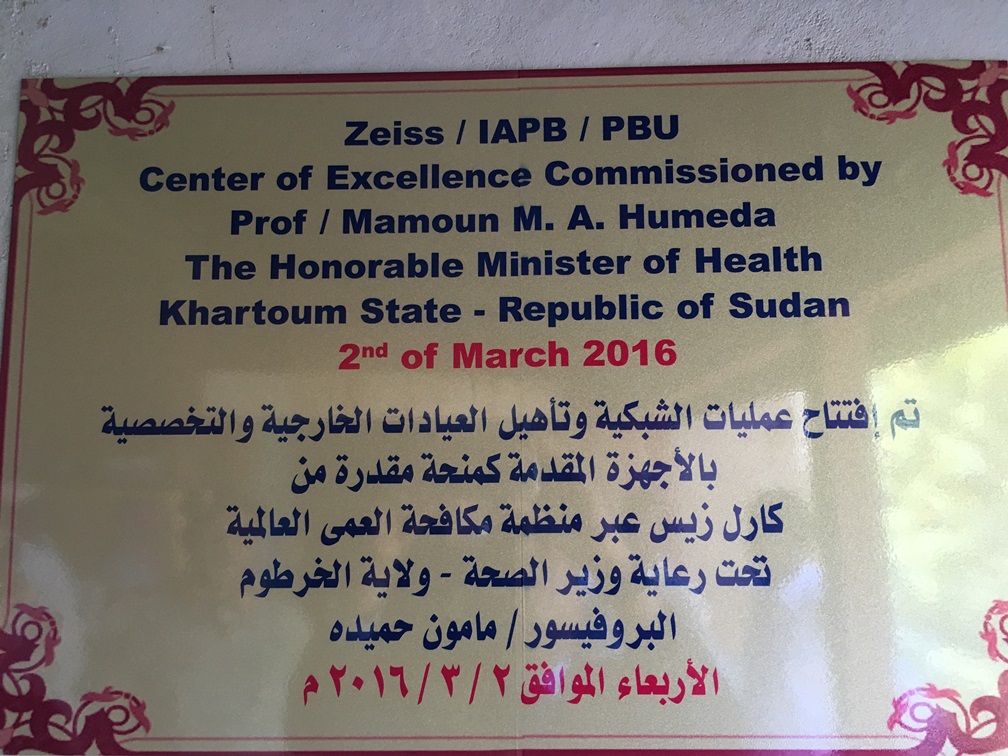 Zeiss / IAPB / PBU
Center of Excellence Commissioned by
Prof / Mamoun M. A. Humeda
The Honorable Minister of Health
Khartoum State - Republic of Sudan
2nd of March 2016
تم إفتتاح عمليات الشبكية وتأهيل العيادات الخارجية والتخصصية
بالأجهزة المقدمة كمنحة مقدرة من
كارل زيس عبر منظمة مكافحة العمى العالمية
تحت رعاية وزير الصحة - ولاية الخرطوم
البروفيسور / مامون حميده
الأربعاء الموافق ٢ / ٣ / ٢٠١٦ م